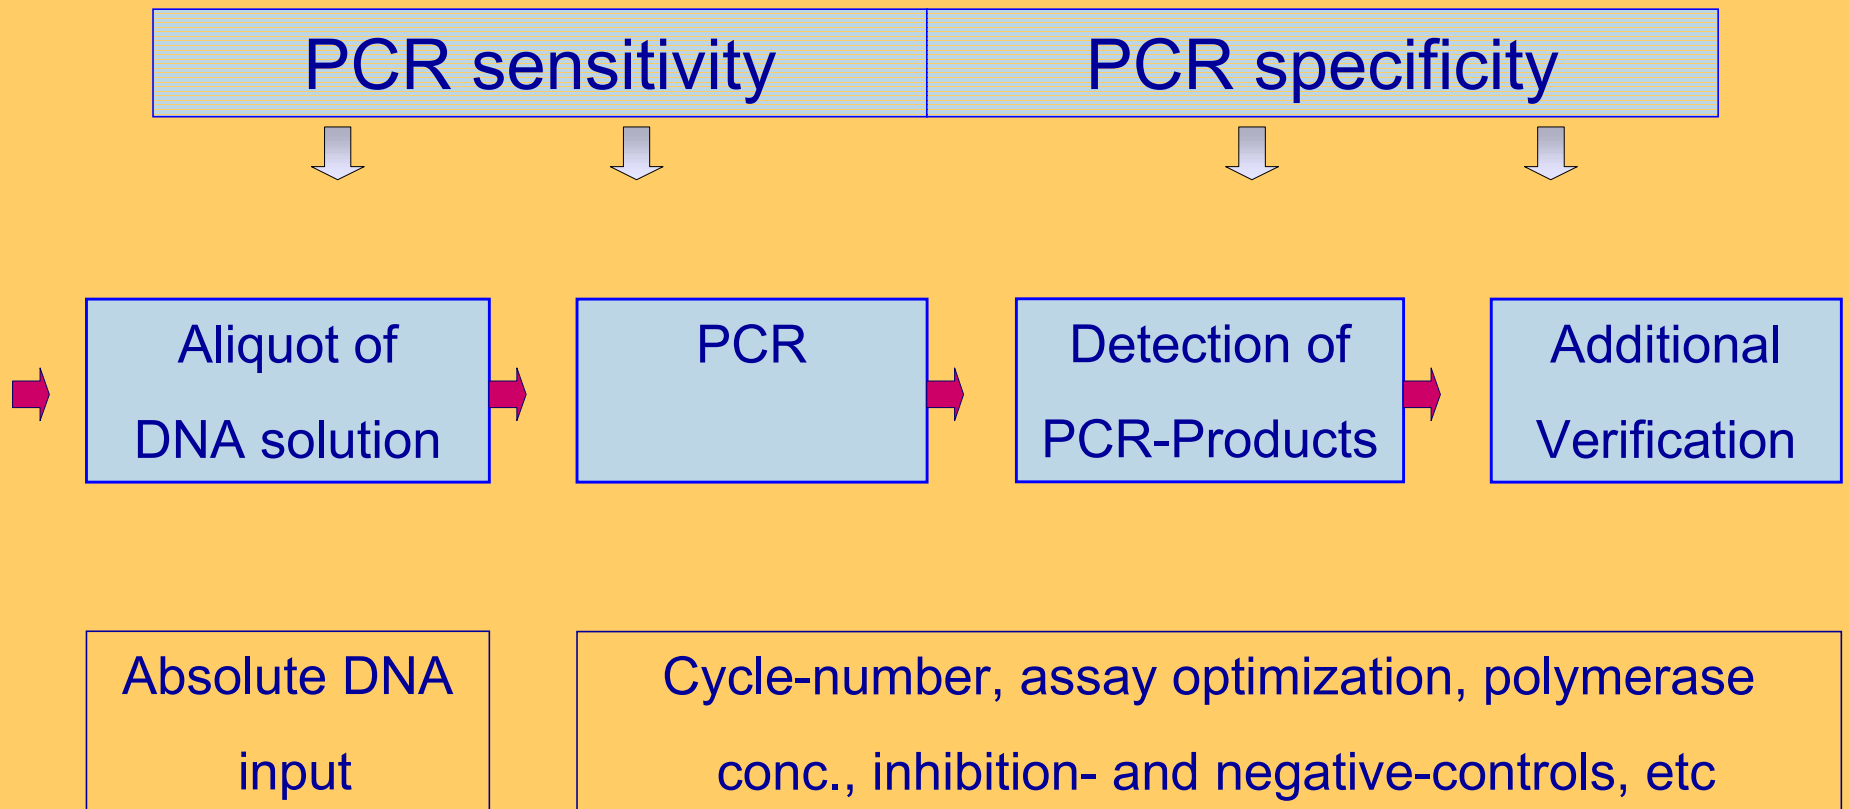 PCR sensitivity
PCR specificity
Aliquot of
DNA solution
PCR
Detection of
PCR-Products
Additional
Verification
Absolute DNA
input
Cycle-number, assay optimization, polymerase
conc., inhibition- and negative-controls, etc